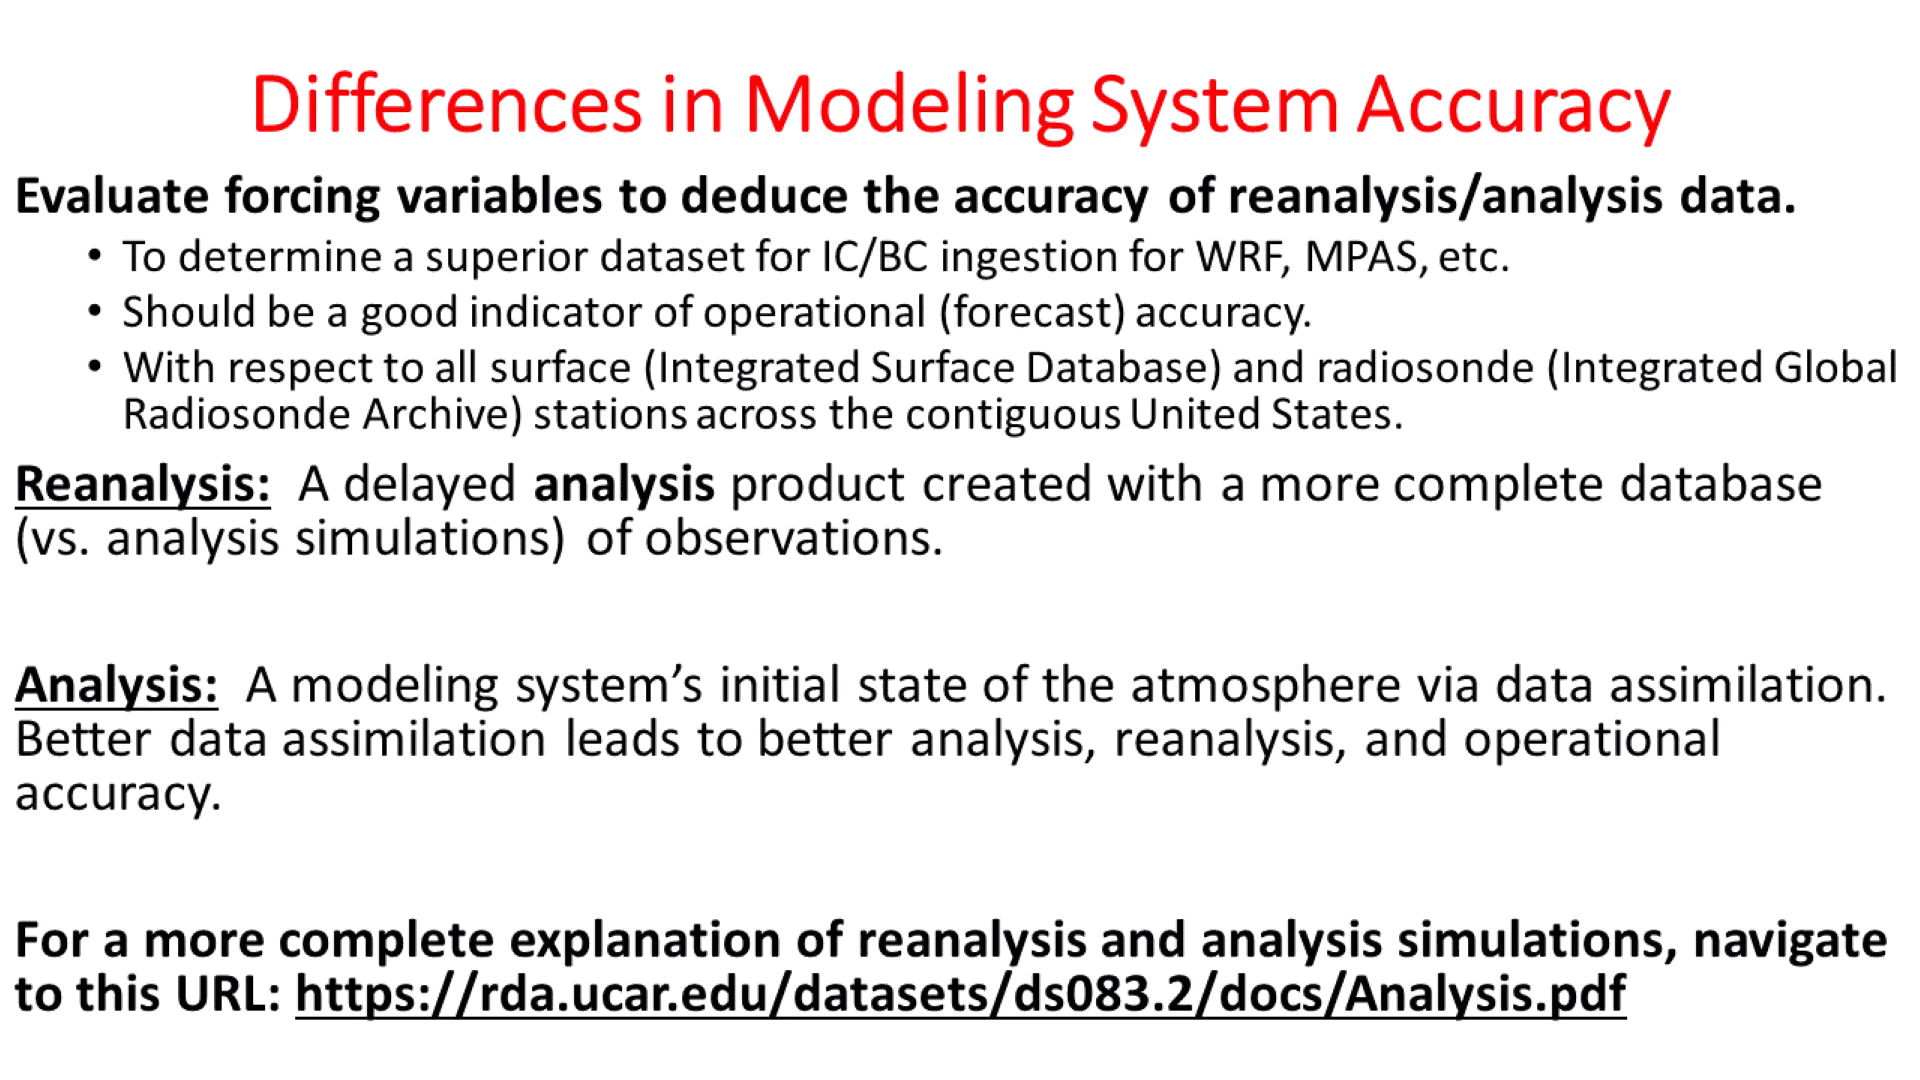 Differences in Modeling System Accuracy
Evaluate forcing variables to deduce the accuracy of reanalysis/analysis data.
• To determine a superior dataset for IC/BC ingestion for WRF, MPAS, etc.
• Should be a good indicator of operational (forecast) accuracy.
• With respect to all surface (Integrated Surface Database) and radiosonde (Integrated Global
Radiosonde Archive) stations across the contiguous United States.
Reanalysis: A delayed analysis product created with a more complete database
(vs. analysis simulations) of observations.
Analysis: A modeling system’s initial state of the atmosphere via data assimilation.
Better data assimilation leads to better analysis, reanalysis, and operational
accuracy.
For a more complete explanation of reanalysis and analysis simulations, navigate
to this URL: https://rda.ucar.edu/datasets/ds083.2/docs/Analysis.pdf